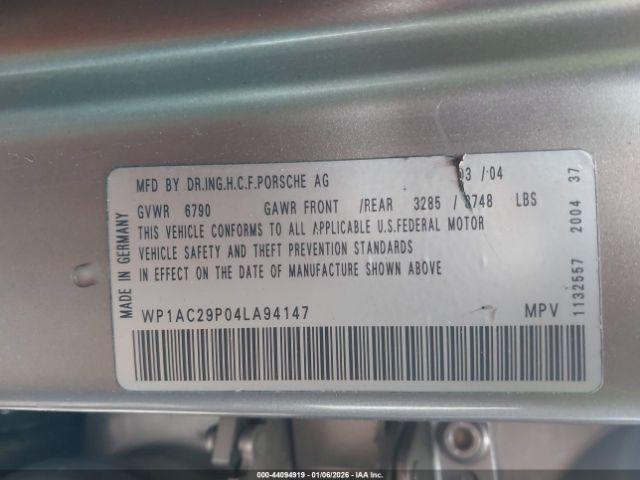 MFD BY DR.ING.H.C.F.PORSCHE AG 03 / 04
GVWR 6790 GAWR FRONT /REAR 3285 / 3748 LBS
THIS VEHICLE CONFORMS TO ALL APPLICABLE U.S.FEDERAL MOTOR
VEHICLE SAFETY AND THEFT PREVENTION STANDARDS
IN EFFECT ON THE DATE OF MANUFACTURE SHOWN ABOVE
WP1AC29P04LA94147 MPV
MADE IN GERMANY
1132557 2004 37
000-44094919 | 01/06/2026 | IAA Inc.